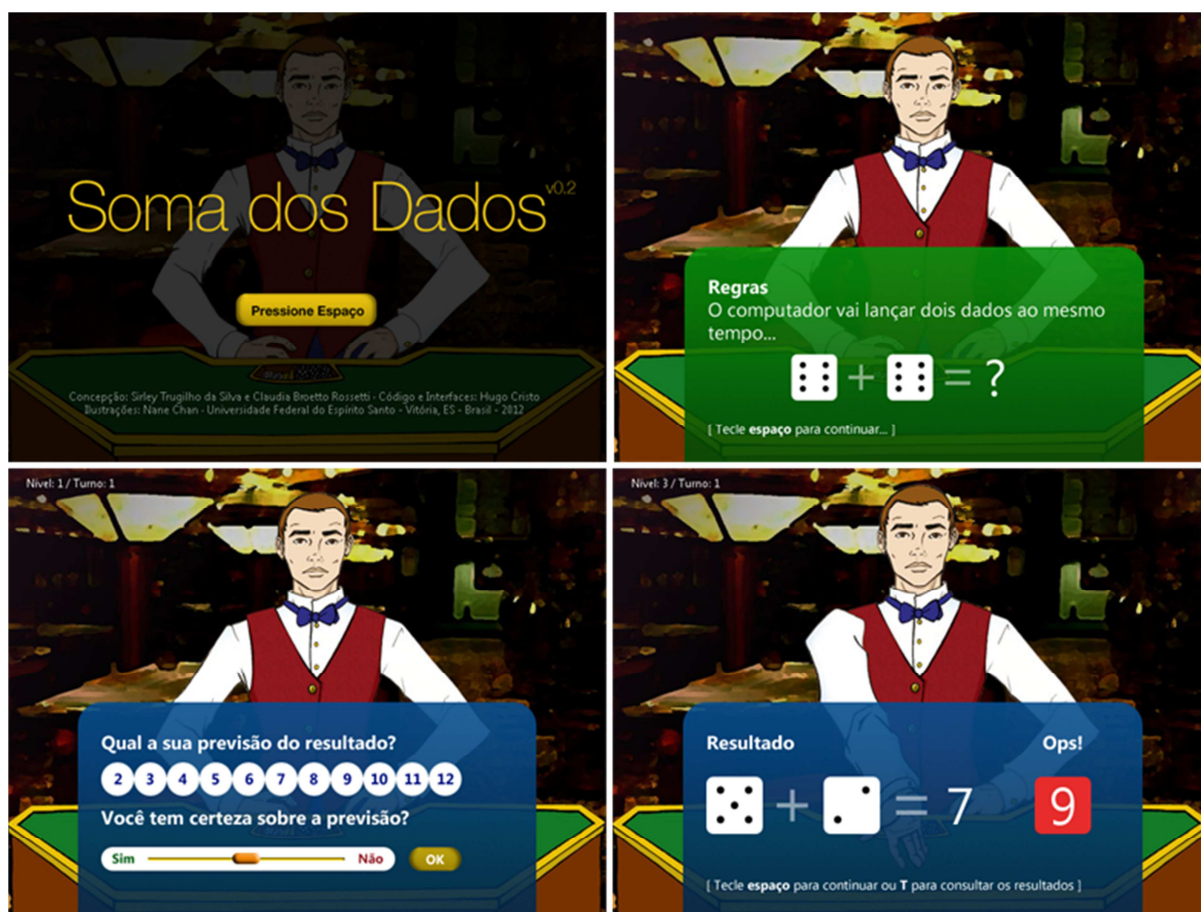 Soma dos Dados v0.2
Pressione Espaço
Concepção: Sirley Trugilho da Silva e Claudia Broetto Rossetti - Código e Interfaces: Hugo Cristo
Ilustrações: Nane Chan - Universidade Federal do Espírito Santo - Vitória, ES - Brasil - 2012
Regras
O computador vai lançar dois dados ao mesmo
tempo...
+ = ?
[ Tecle espaço para continuar... ]
Nível: 1 / Turno: 1
Qual a sua previsão do resultado?
2 3 4 5 6 7 8 9 10 11 12
Você tem certeza sobre a previsão?
Sim Não OK
Nível: 3 / Turno: 1
Resultado Ops!
+ = 7 9
[ Tecle espaço para continuar ou T para consultar os resultados ]